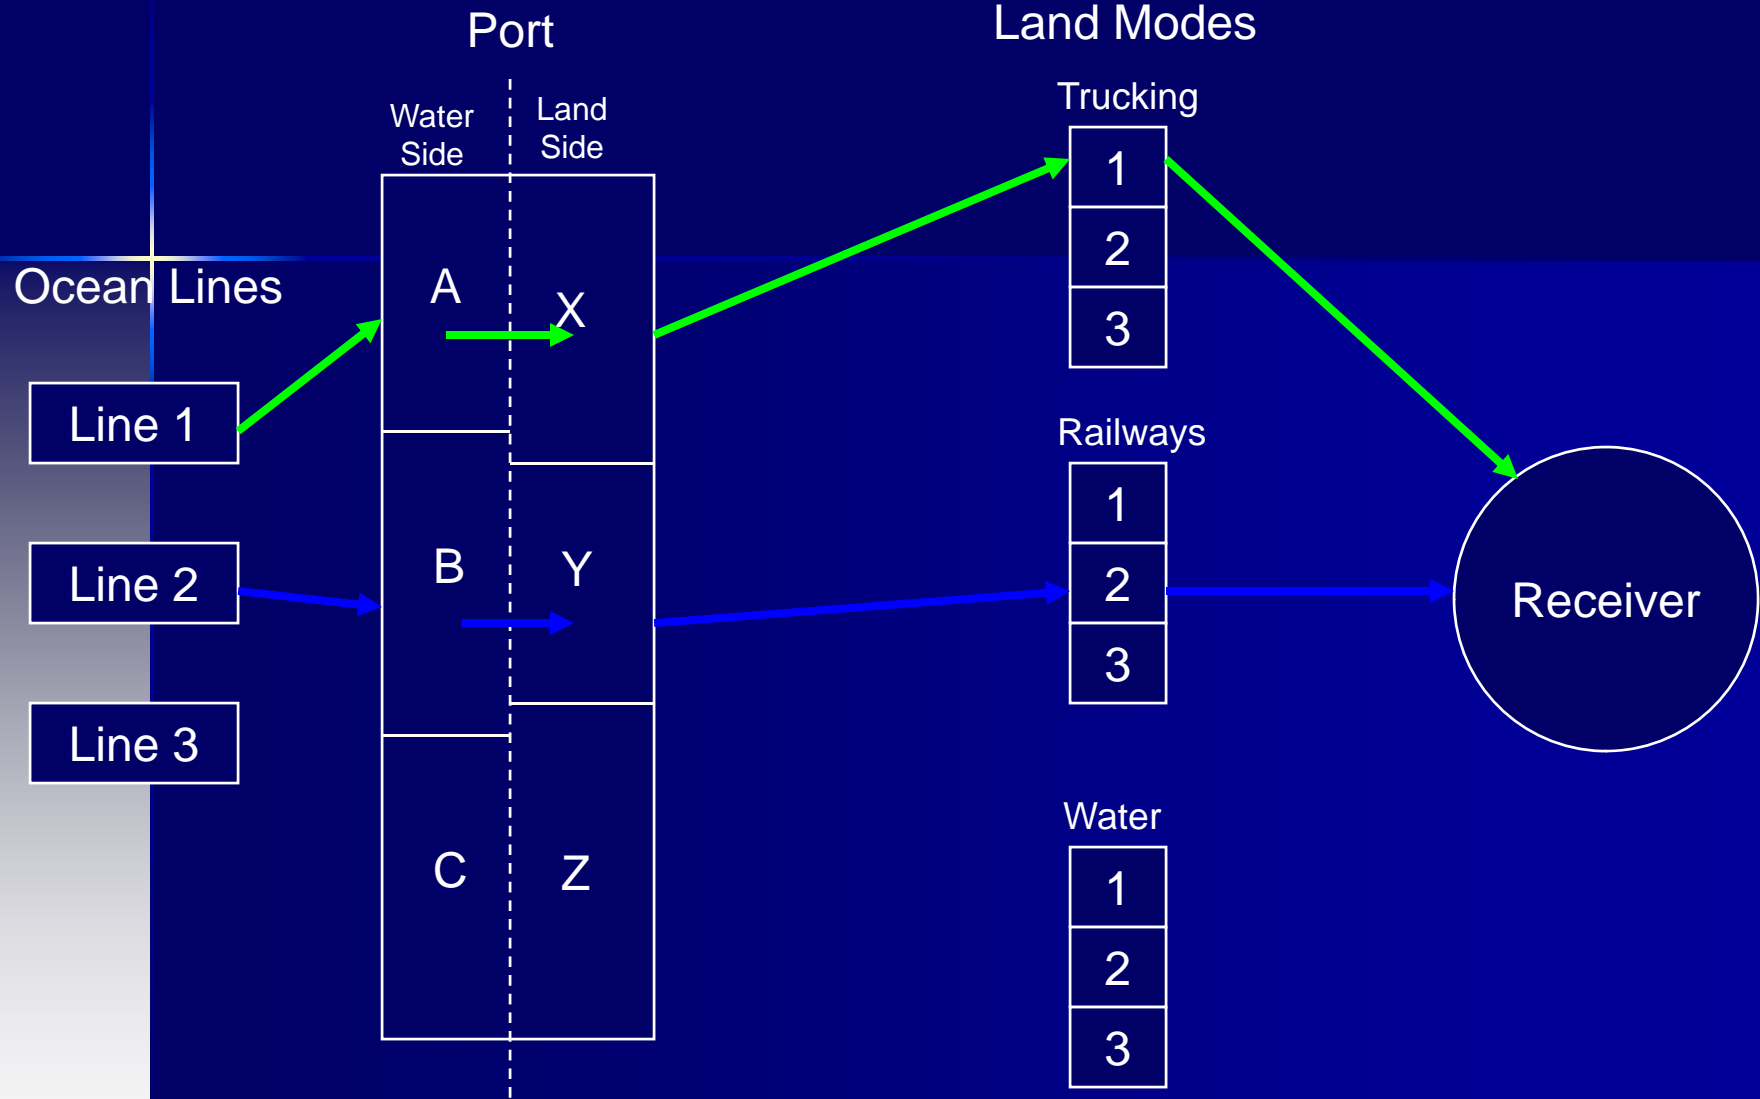 Port
Land Modes
Water
Side
Land
Side
Trucking
1
2
3
Ocean Lines
A
X
Line 1
Railways
1
2
3
B
Y
Line 2
Receiver
Line 3
Water
1
2
3
C
Z